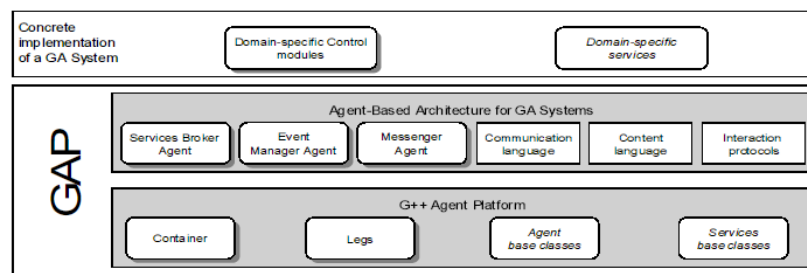 Concrete
implementation
of a GA System
Domain-specific Control
modules
Domain-specific
services
GAP
Agent-Based Architecture for GA Systems
Services Broker
Agent
Event
Manager Agent
Messenger
Agent
Communication
language
Content
language
Interaction
protocols
G++ Agent Platform
Container
Legs
Agent
base classes
Services
base classes